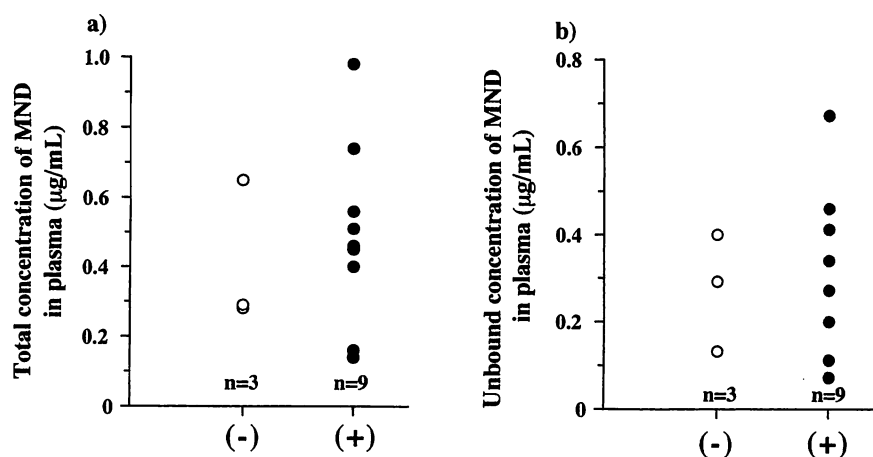 a)
Total concentration of MND
in plasma (µg/mL)
1.0
0.8
0.6
0.4
0.2
0
n=3
n=9
(-)
(+)
b)
Unbound concentration of MND
in plasma (µg/mL)
0.8
0.6
0.4
0.2
0
n=3
n=9
(-)
(+)